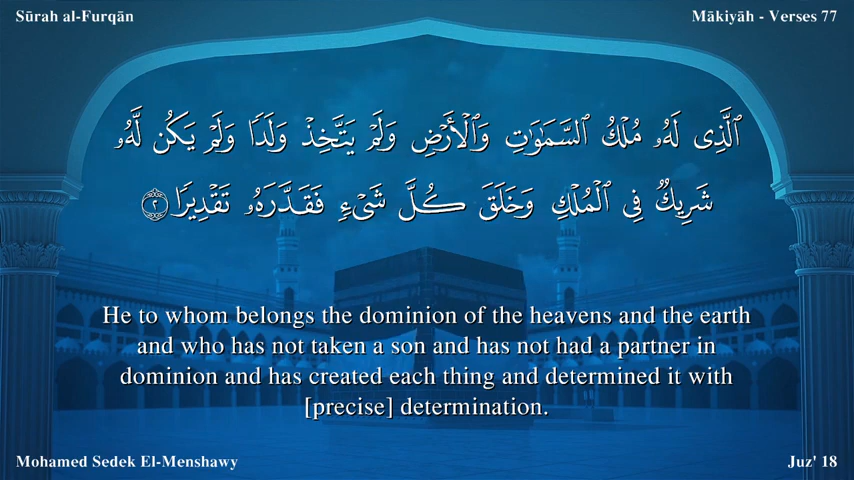 Sūrah al-Furqān
Mākiyāh - Verses 77
ٱلَّذِى لَهُۥ مُلْكُ ٱلسَّمَـٰوَٰتِ وَٱلْأَرْضِ وَلَمْ يَتَّخِذْ وَلَدًا وَلَمْ يَكُن لَّهُۥ
شَرِيكٌ فِى ٱلْمُلْكِ وَخَلَقَ كُلَّ شَىْءٍ فَقَدَّرَهُۥ تَقْدِيرًا ٢
He to whom belongs the dominion of the heavens and the earth
and who has not taken a son and has not had a partner in
dominion and has created each thing and determined it with
[precise] determination.
Mohamed Sedek El-Menshawy
Juz' 18